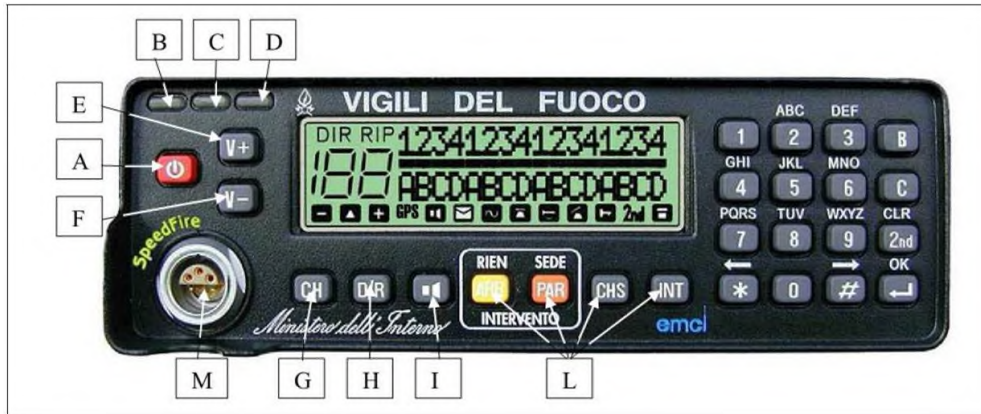 B C D
VIGILI DEL FUOCO
E
A
F
V+
V-
SpeedFire
DIR RIP 1234123412341234
188 ABCDABCDABCDABCD
GPS 2nd
ABC DEF
1 2 3 B
GHI JKL MNO
4 5 6 C
PQRS TUV WXYZ CLR
7 8 9 2nd
← → OK
* 0 #
RIEN SEDE
CH D/R ARR PAR CHS INT
INTERVENTO
Ministero dell'Interno
emci
M G H I L